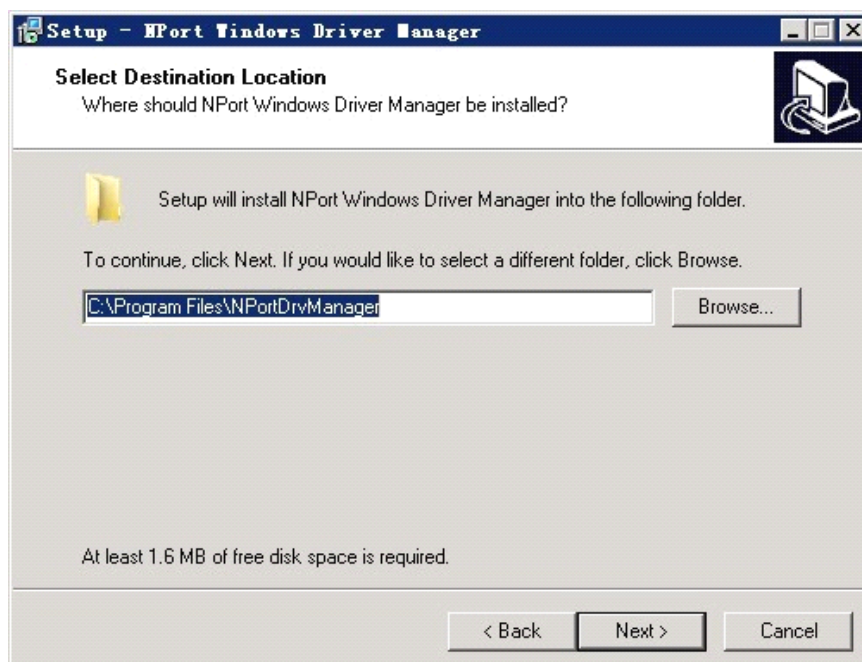 Setup - NPort Windows Driver Manager
Select Destination Location
Where should NPort Windows Driver Manager be installed?
Setup will install NPort Windows Driver Manager into the following folder.
To continue, click Next. If you would like to select a different folder, click Browse.
C:\Program Files\NPortDrvManager
Browse...
At least 1.6 MB of free disk space is required.
< Back
Next >
Cancel